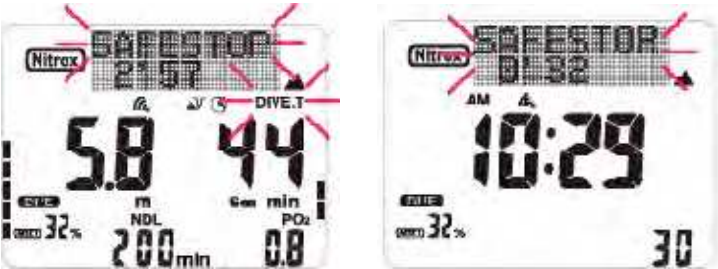 SAFESTOP
Nitrox
2'57
DIVE.T
5.8
44
m
min
NDL
PO2
32%
200min
0.8
SAFESTOP
Nitrox
0'32
AM
10:29
32%
30